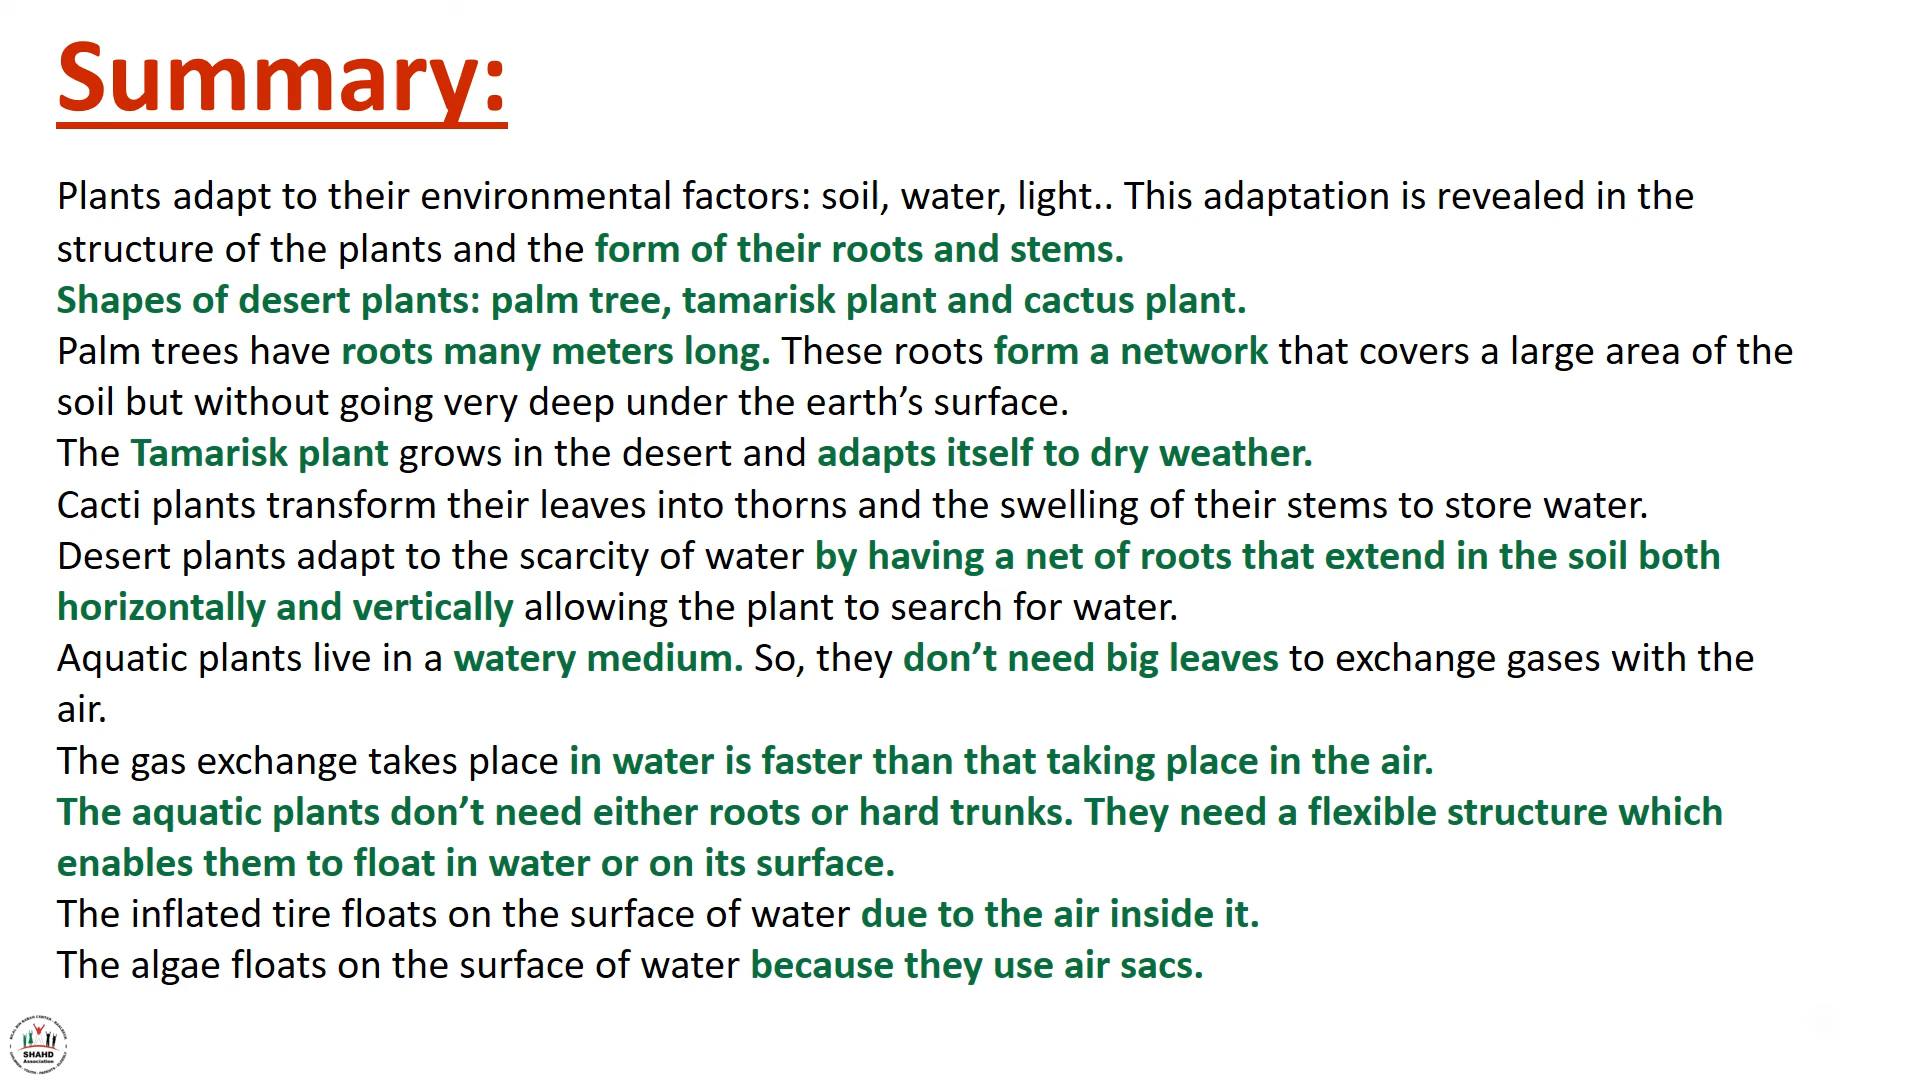 Summary:
Plants adapt to their environmental factors: soil, water, light.. This adaptation is revealed in the
structure of the plants and the form of their roots and stems.
Shapes of desert plants: palm tree, tamarisk plant and cactus plant.
Palm trees have roots many meters long. These roots form a network that covers a large area of the
soil but without going very deep under the earth’s surface.
The Tamarisk plant grows in the desert and adapts itself to dry weather.
Cacti plants transform their leaves into thorns and the swelling of their stems to store water.
Desert plants adapt to the scarcity of water by having a net of roots that extend in the soil both
horizontally and vertically allowing the plant to search for water.
Aquatic plants live in a watery medium. So, they don’t need big leaves to exchange gases with the
air.
The gas exchange takes place in water is faster than that taking place in the air.
The aquatic plants don’t need either roots or hard trunks. They need a flexible structure which
enables them to float in water or on its surface.
The inflated tire floats on the surface of water due to the air inside it.
The algae floats on the surface of water because they use air sacs.
SHAHD
Association